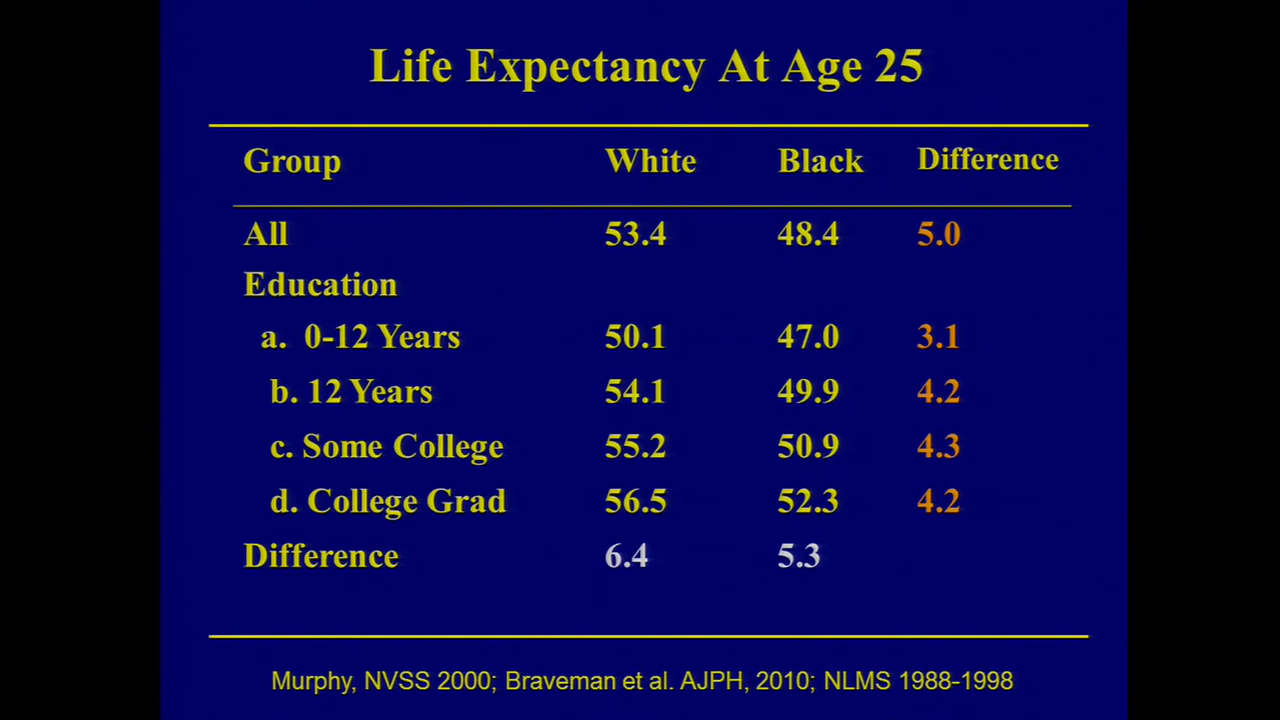 Life Expectancy At Age 25
Group White Black Difference
All 53.4 48.4 5.0
Education
a. 0-12 Years 50.1 47.0 3.1
b. 12 Years 54.1 49.9 4.2
c. Some College 55.2 50.9 4.3
d. College Grad 56.5 52.3 4.2
Difference 6.4 5.3
Murphy, NVSS 2000; Braveman et al. AJPH, 2010; NLMS 1988-1998